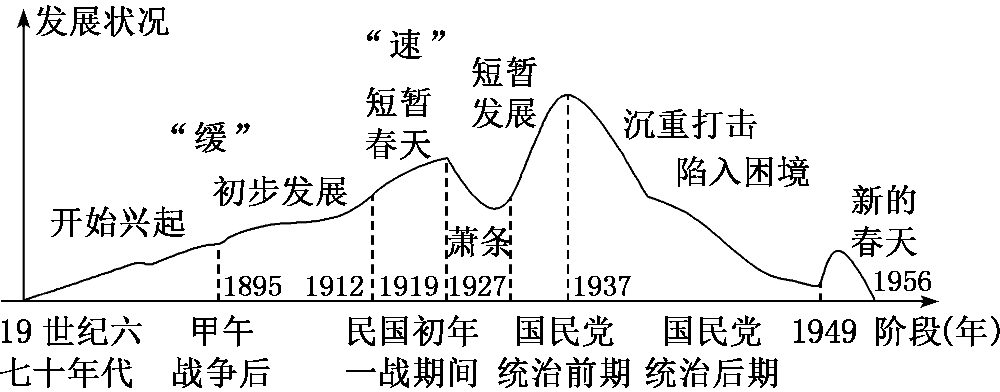 发展状况
“速”
短暂
发展
短暂
春天
“缓”
沉重打击
陷入困境
初步发展
新的
春天
开始兴起
萧条
1895
1912
1919
1927
1937
1956
19世纪六
七十年代
甲午
战争后
民国初年
一战期间
国民党
统治前期
国民党
统治后期
1949
阶段(年)